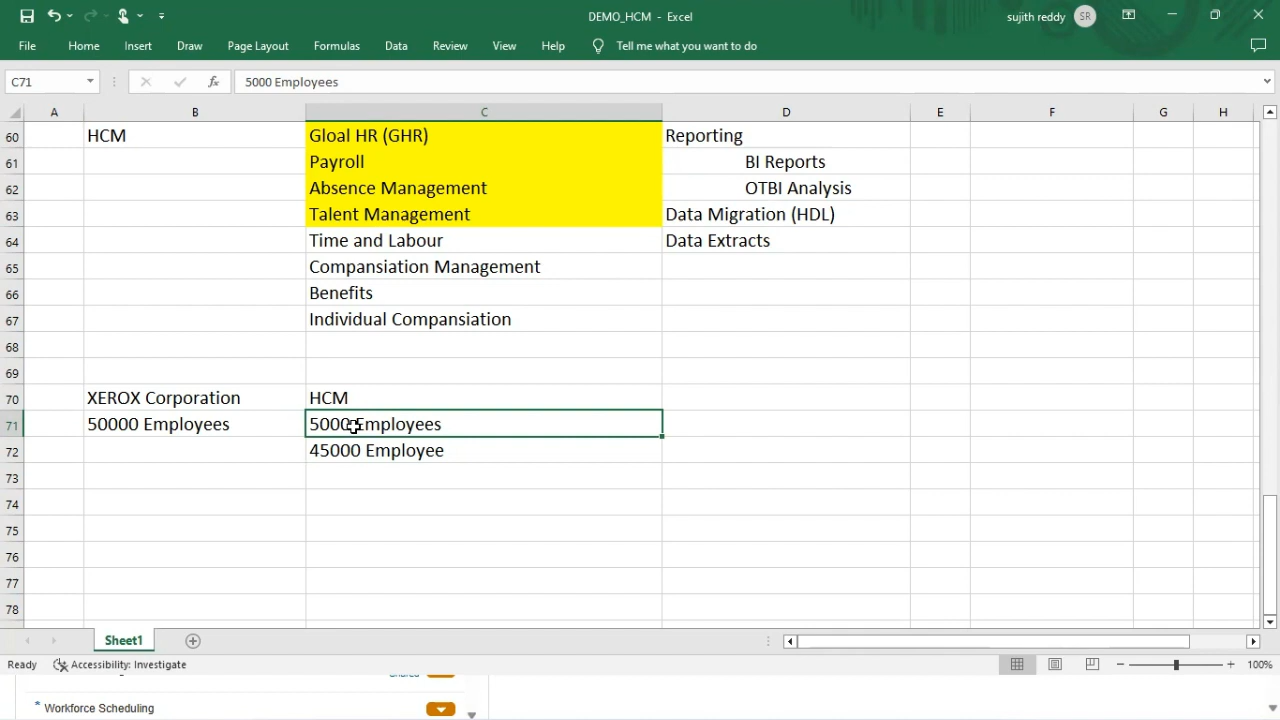 DEMO_HCM - Excel
sujith reddy SR
File Home Insert Draw Page Layout Formulas Data Review View Help Tell me what you want to do
C71 fx 5000 Employees
A B C D E F G H
60 HCM Gloal HR (GHR) Reporting
61 Payroll BI Reports
62 Absence Management OTBI Analysis
63 Talent Management Data Migration (HDL)
64 Time and Labour Data Extracts
65 Compansiation Management
66 Benefits
67 Individual Compansiation
68
69
70 XEROX Corporation HCM
71 50000 Employees 5000 Employees
72 45000 Employee
73
74
75
76
77
78
Sheet1
Ready Accessibility: Investigate 100%
Shared
* Workforce Scheduling